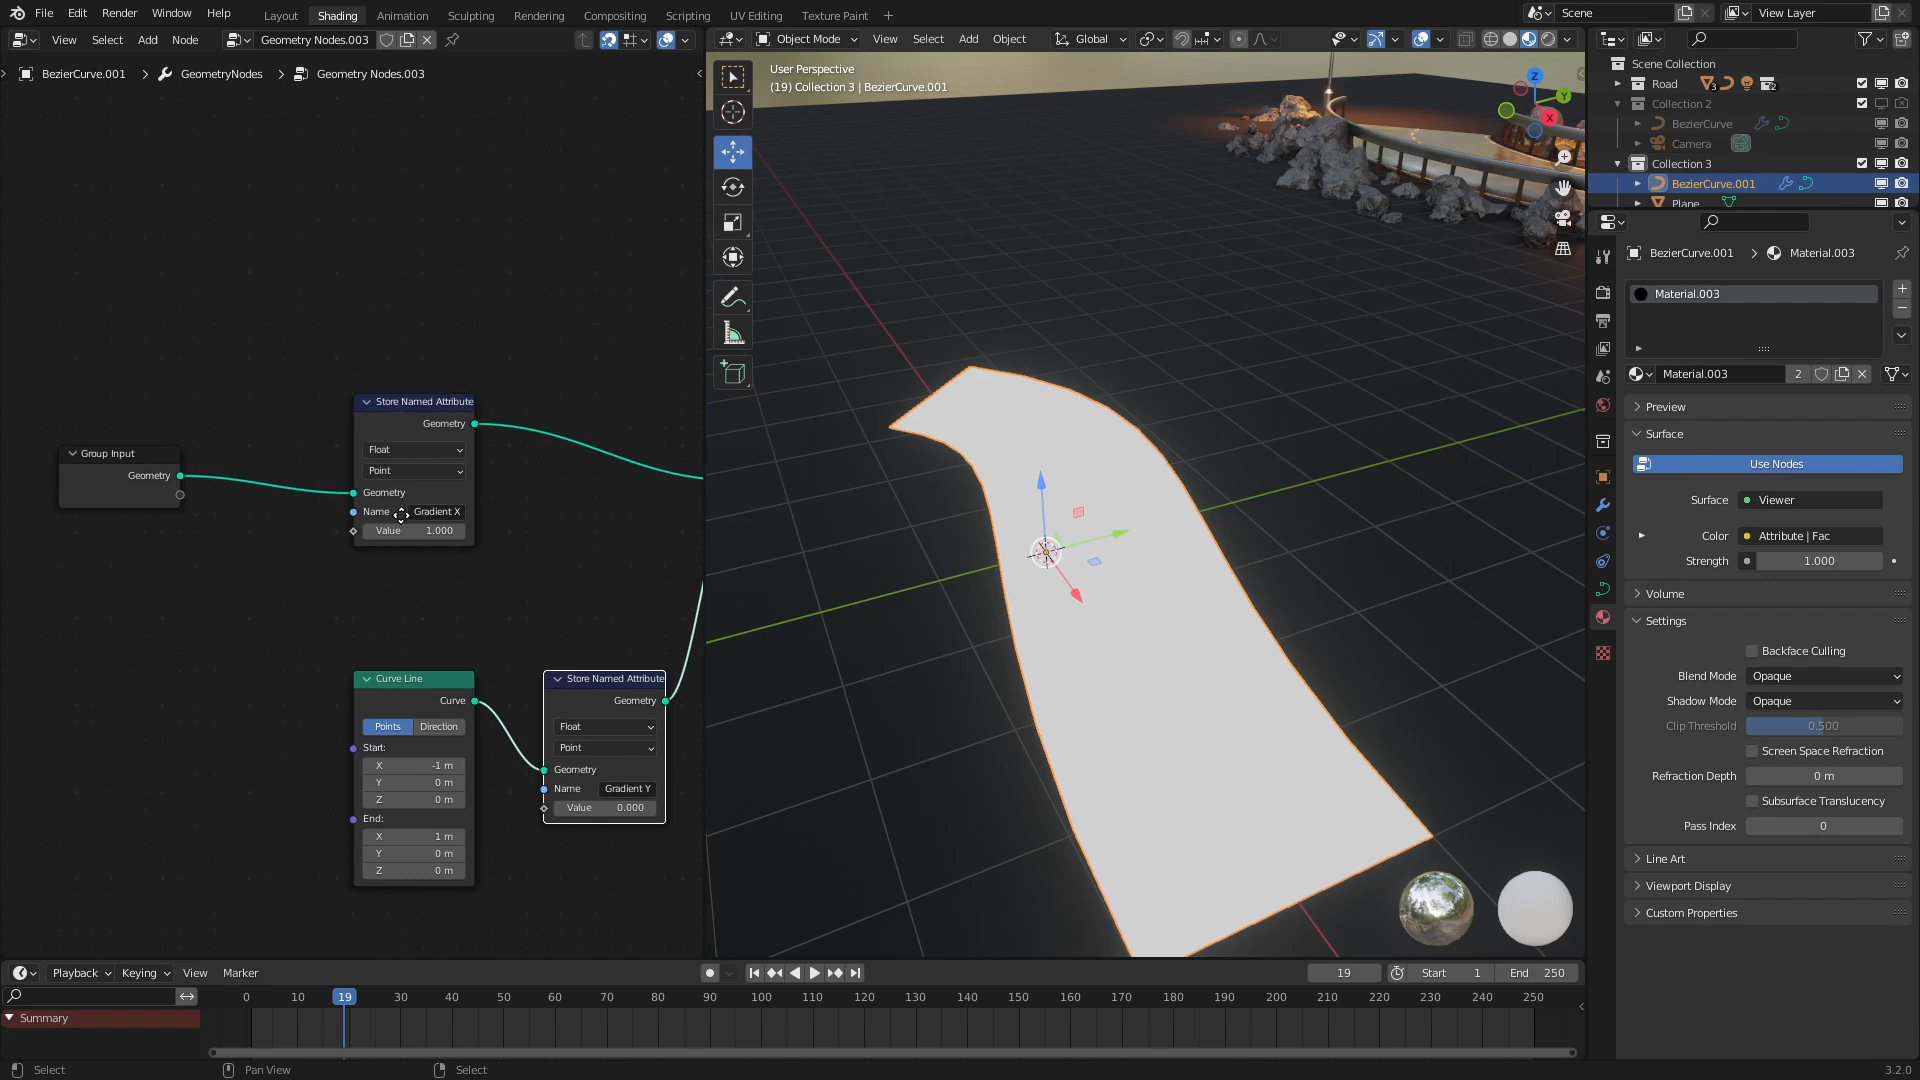 File Edit Render Window Help
Layout Shading Animation Sculpting Rendering Compositing Scripting UV Editing Texture Paint +
Scene
View Layer
View Select Add Node
Geometry Nodes.003
Object Mode
View Select Add Object
Global
BezierCurve.001 > GeometryNodes > Geometry Nodes.003
User Perspective
(19) Collection 3 | BezierCurve.001
Z
Y
X
Scene Collection
Road 3 2
Collection 2
BezierCurve
Camera
Collection 3
BezierCurve.001
Plane
Group Input
Geometry
Store Named Attribute
Geometry
Float
Point
Geometry
Name Gradient X
Value 1.000
Curve Line
Curve
Points Direction
Start:
X -1 m
Y 0 m
Z 0 m
End:
X 1 m
Y 0 m
Z 0 m
Store Named Attribute
Geometry
Float
Point
Geometry
Name Gradient Y
Value 0.000
BezierCurve.001 > Material.003
Material.003
Material.003 2
Preview
Surface
Use Nodes
Surface Viewer
Color Attribute | Fac
Strength 1.000
Volume
Settings
Backface Culling
Blend Mode Opaque
Shadow Mode Opaque
Clip Threshold 0.500
Screen Space Refraction
Refraction Depth 0 m
Subsurface Translucency
Pass Index 0
Line Art
Viewport Display
Custom Properties
Playback Keying View Marker
19
Start 1
End 250
0 10 19 30 40 50 60 70 80 90 100 110 120 130 140 150 160 170 180 190 200 210 220 230 240 250
Summary
Select
Pan View
Select
3.2.0